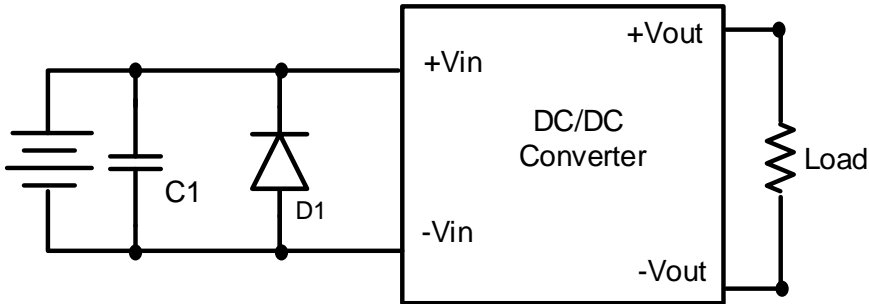 +Vout
+Vin
DC/DC
Converter
Load
C1
D1
-Vin
-Vout